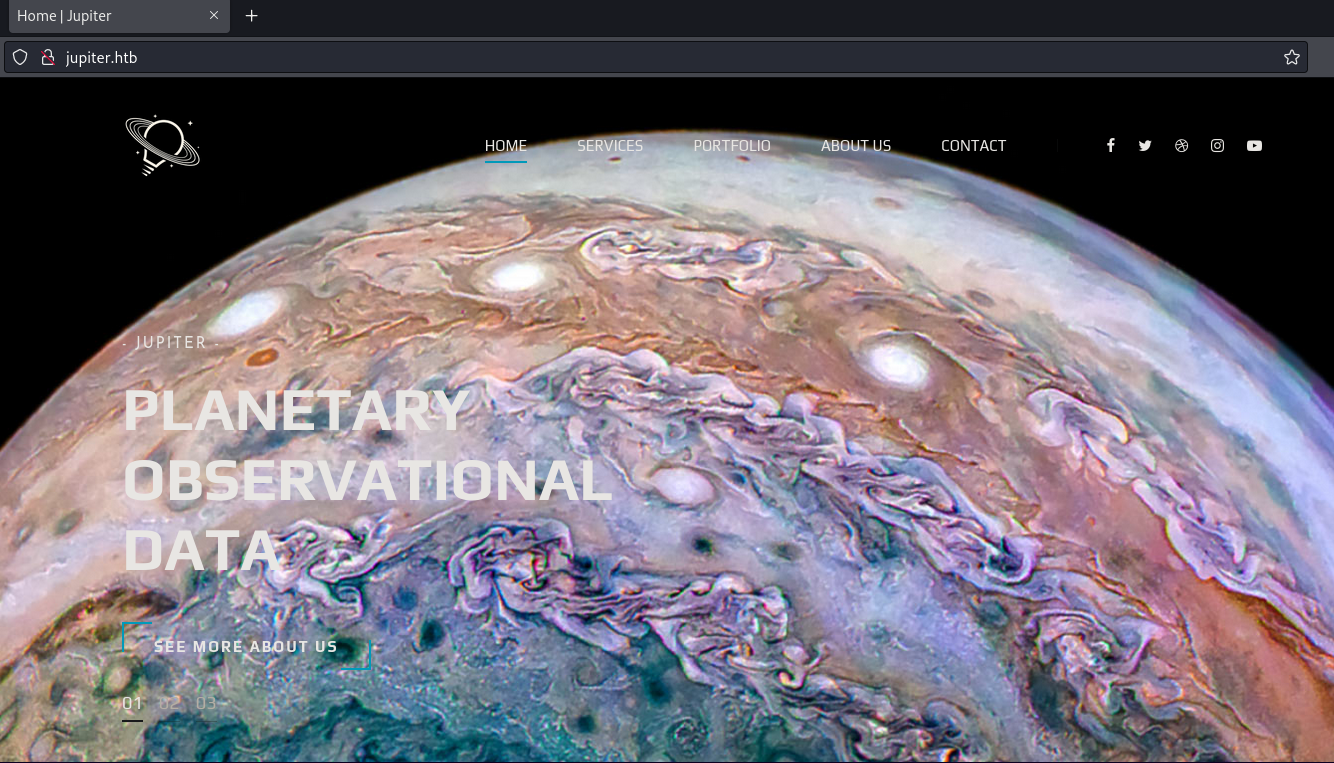 Home | Jupiter
jupiter.htb
HOME SERVICES PORTFOLIO ABOUT US CONTACT
- JUPITER -
PLANETARY
OBSERVATIONAL
DATA
SEE MORE ABOUT US
01 02 03